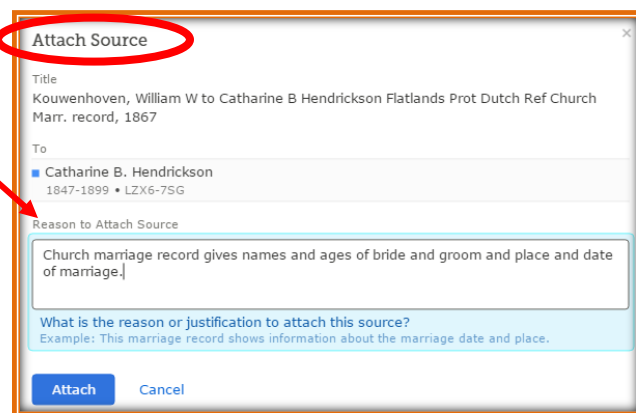 Attach Source
×
Title
Kouwenhoven, William W to Catharine B Hendrickson Flatlands Prot Dutch Ref Church
Marr. record, 1867
To
Catharine B. Hendrickson
1847-1899 • LZX6-7SG
Reason to Attach Source
Church marriage record gives names and ages of bride and groom and place and date
of marriage.
What is the reason or justification to attach this source?
Example: This marriage record shows information about the marriage date and place.
Attach Cancel